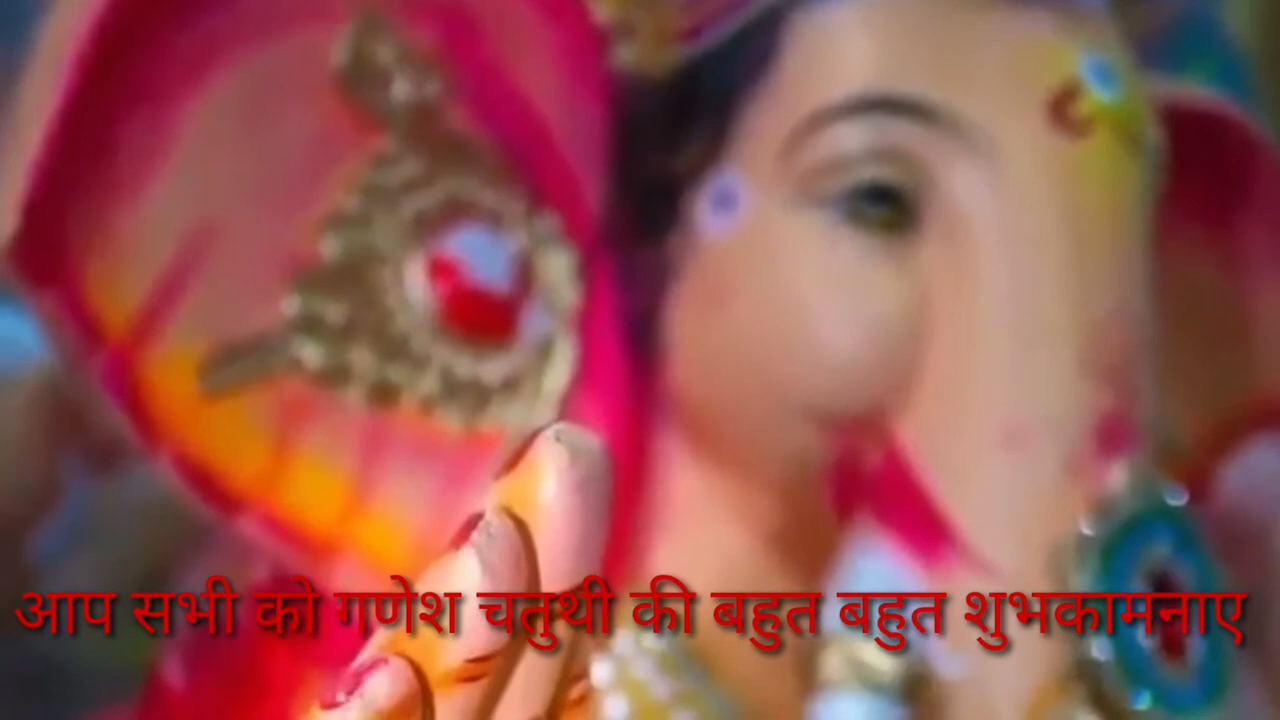 आप सभी को गणेश चतुथी की बहुत बहुत शुभकामनाए